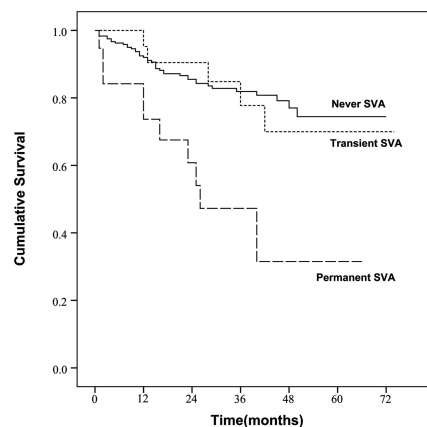 1.0
Never SVA
0.8
Transient SVA
0.6
Cumulative Survival
0.4
Permanent SVA
0.2
0.0
0 12 24 36 48 60 72
Time(months)